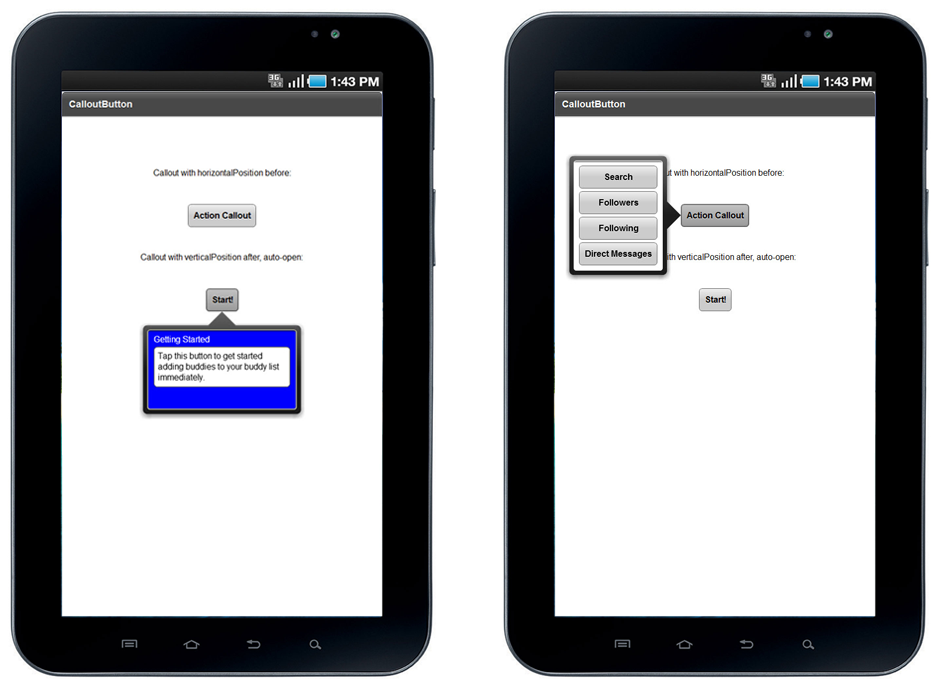 3G 1:43 PM
CalloutButton
Callout with horizontalPosition before:
Action Callout
Callout with verticalPosition after, auto-open:
Start!
Getting Started
Tap this button to get started
adding buddies to your buddy list
immediately.
3G 1:43 PM
CalloutButton
Search
Followers
Following
Direct Messages
with horizontalPosition before:
Action Callout
with verticalPosition after, auto-open:
Start!